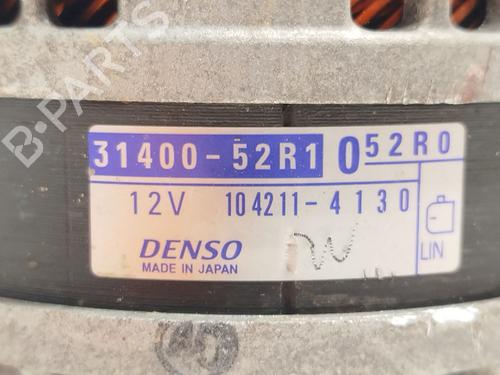 31400-52R1 0 52R0
12V 104211-4130
DENSO
MADE IN JAPAN
LIN
B-PARTS